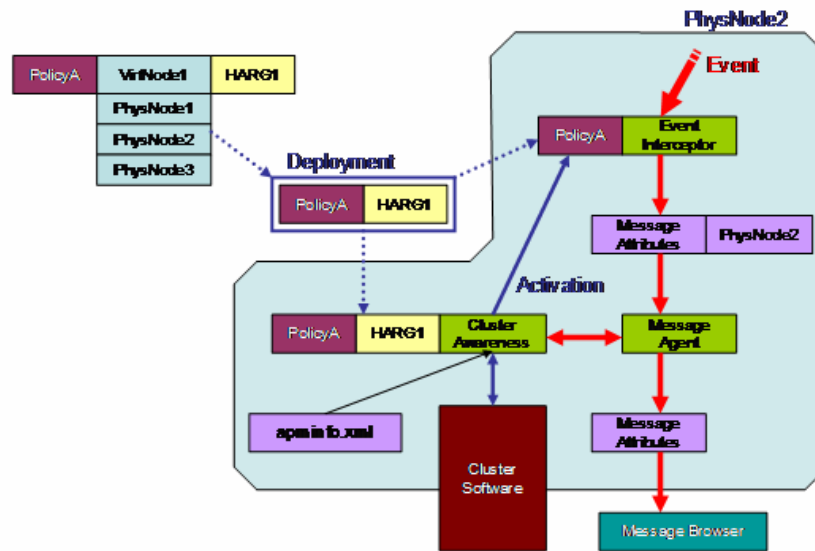 PhysNode2
Event
PolicyA VirtNode1 HARG1
PhysNode1
PhysNode2
PhysNode3
Deployment
PolicyA HARG1
PolicyA Event
Interceptor
Message
Attributes PhysNode2
Activation
PolicyA HARG1 Cluster
Awareness
Message
Agent
apminfo.xml
Message
Attributes
Cluster
Software
Message Browser